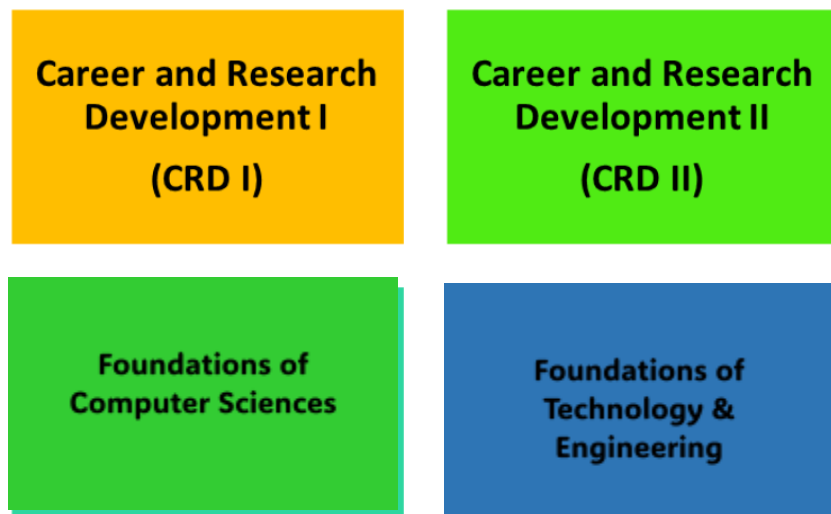 Career and Research
Development I
(CRD I)
Career and Research
Development II
(CRD II)
Foundations of
Computer Sciences
Foundations of
Technology &
Engineering